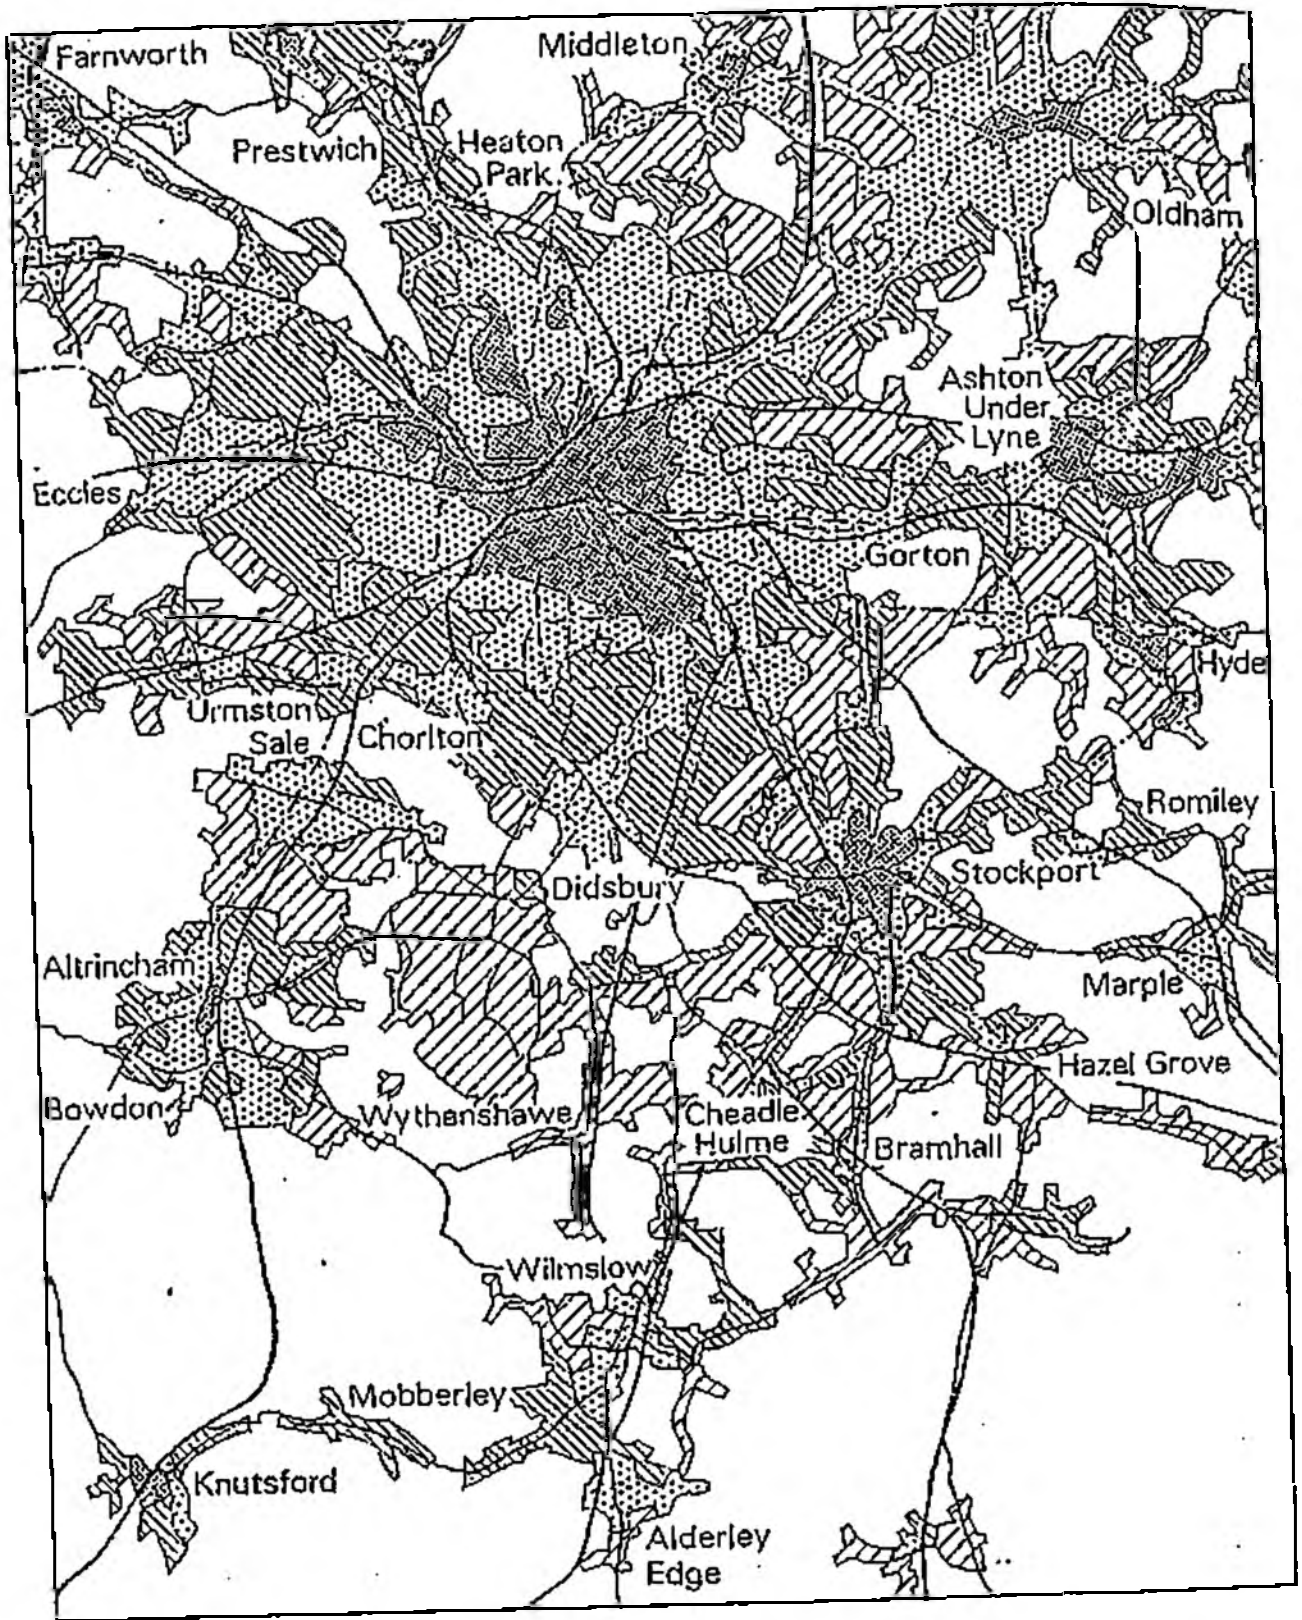 Farnworth
Middleton
Prestwich
Heaton
Park
Oldham
Ashton
Under
Lyne
Eccles
Gorton
Hyde
Urmston
Sale
Chorlton
Romiley
Stockport
Didsbury
Altrincham
Marple
Hazel Grove
Bowdon
Wythenshawe
Cheadle
Hulme
Bramhall
Wilmslow
Mobberley
Knutsford
Alderley
Edge